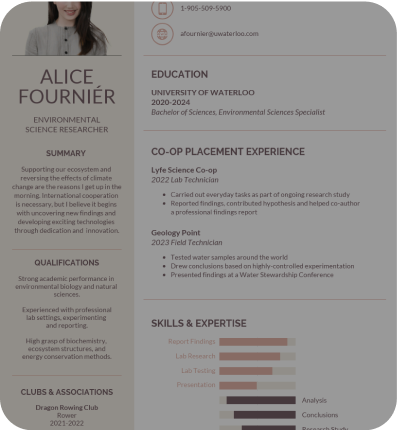 1-905-509-5900
afournier@uwaterloo.com
ALICE
FOURNIÉR
ENVIRONMENTAL
SCIENCE RESEARCHER
SUMMARY
Supporting our ecosystem and
reversing the effects of climate
change are the reasons I get up in the
morning. International cooperation
is necessary, but I believe it begins
with uncovering new findings and
developing exciting technologies
through dedication and innovation.
QUALIFICATIONS
Strong academic performance in
environmental biology and natural
sciences.
Experienced with professional
lab settings, experimenting
and reporting.
High grasp of biochemistry,
ecosystem structures, and
energy conservation methods.
CLUBS & ASSOCIATIONS
Dragon Rowing Club
Rower
2021-2022
EDUCATION
UNIVERSITY OF WATERLOO
2020-2024
Bachelor of Sciences, Environmental Sciences Specialist
CO-OP PLACEMENT EXPERIENCE
Lyfe Science Co-op
2022 Lab Technician
Carried out everyday tasks as part of ongoing research study
Reported findings, contributed hypothesis and helped co-author
a professional findings report
Geology Point
2023 Field Technician
Tested water samples around the world
Drew conclusions based on highly-controlled experimentation
Presented findings at a Water Stewardship Conference
SKILLS & EXPERTISE
Report Findings
Lab Research
Lab Testing
Presentation
Analysis
Conclusions
Research Study